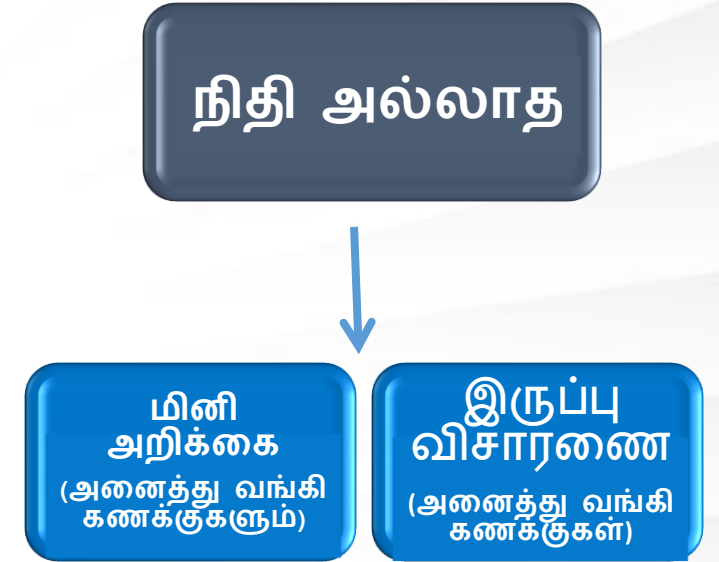 நிதி அல்லாத
மினி
அறிக்கை
(அனைத்து வங்கி
கணக்குகளும்)
இருப்பு
விசாரணை
(அனைத்து வங்கி
கணக்குகள்)